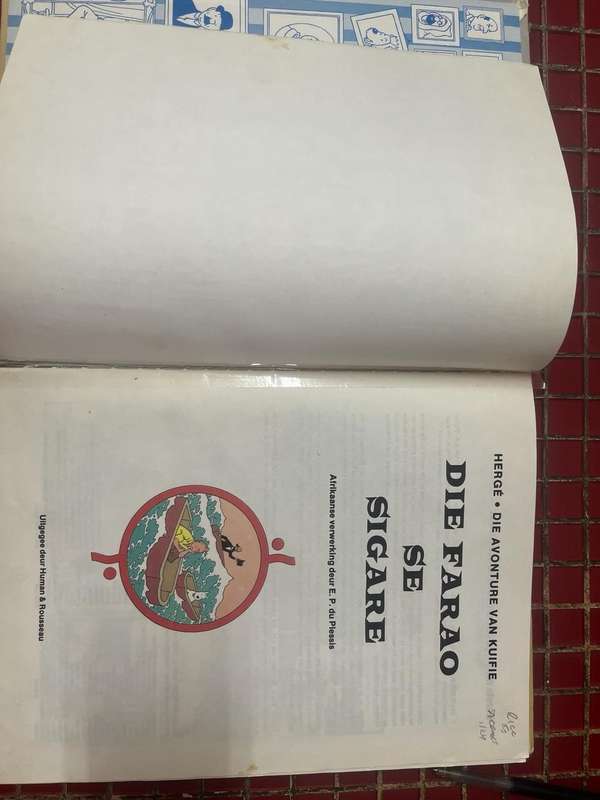 HERGÉ • DIE AVONTURE VAN KUIFIE
DIE FARAO
SE
SIGARE
Afrikaanse verwerking deur E. P. du Plessis
Uitgegee deur Human & Rousseau